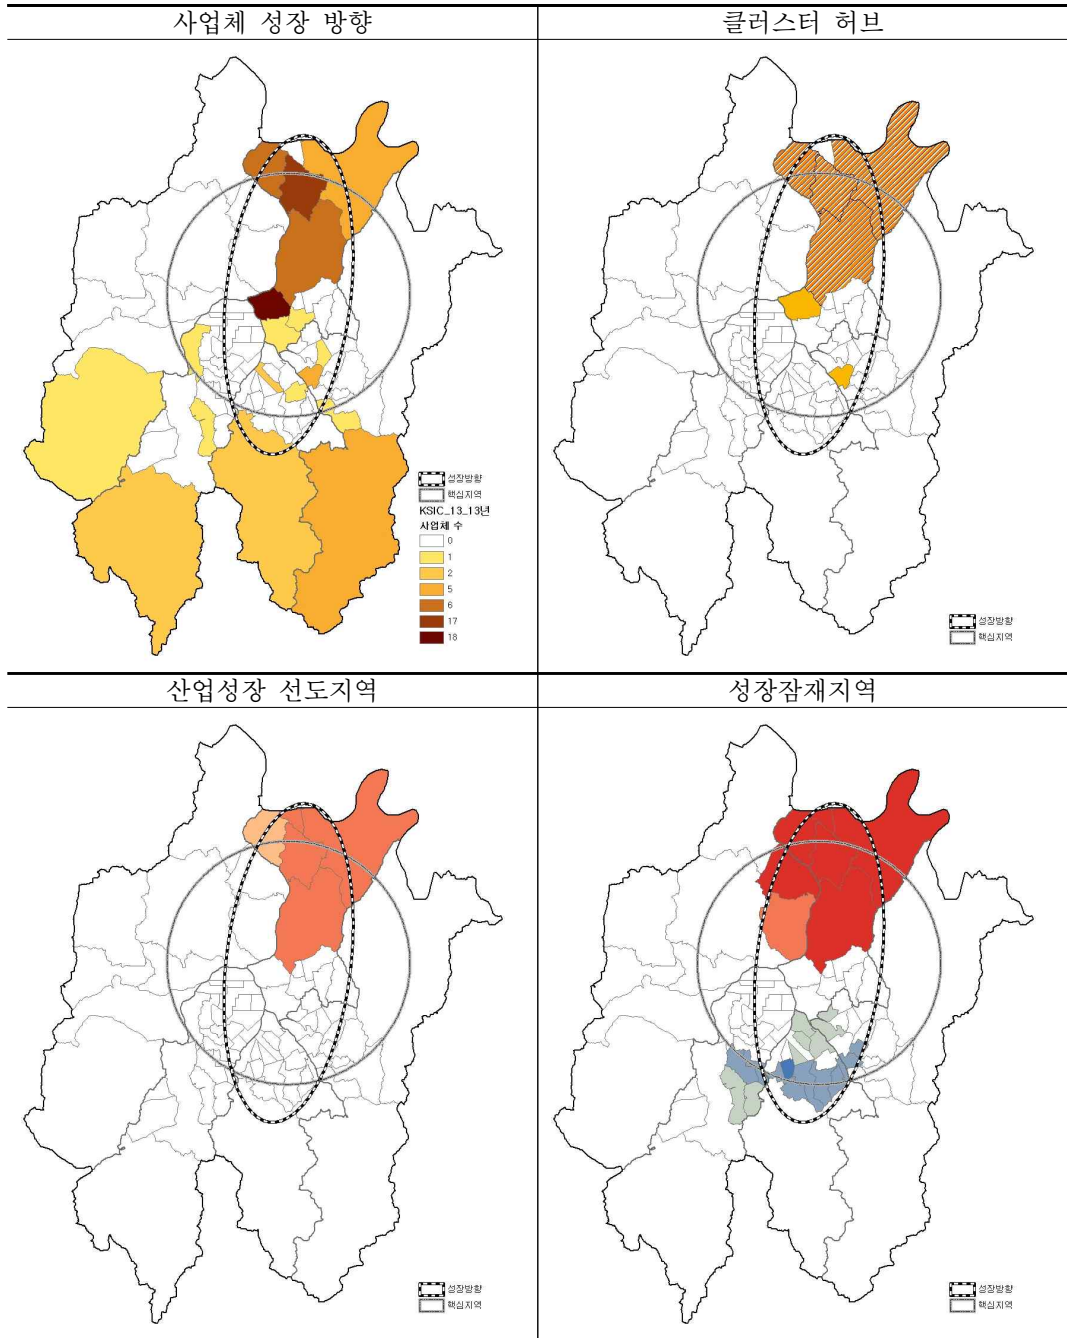 사업체 성장 방향
클러스터 허브
성장방향
핵심지역
KSIC_13_13년
사업체 수
0
1
2
5
6
17
18
성장방향
핵심지역
산업성장 선도지역
성장잠재지역
성장방향
핵심지역
성장방향
핵심지역